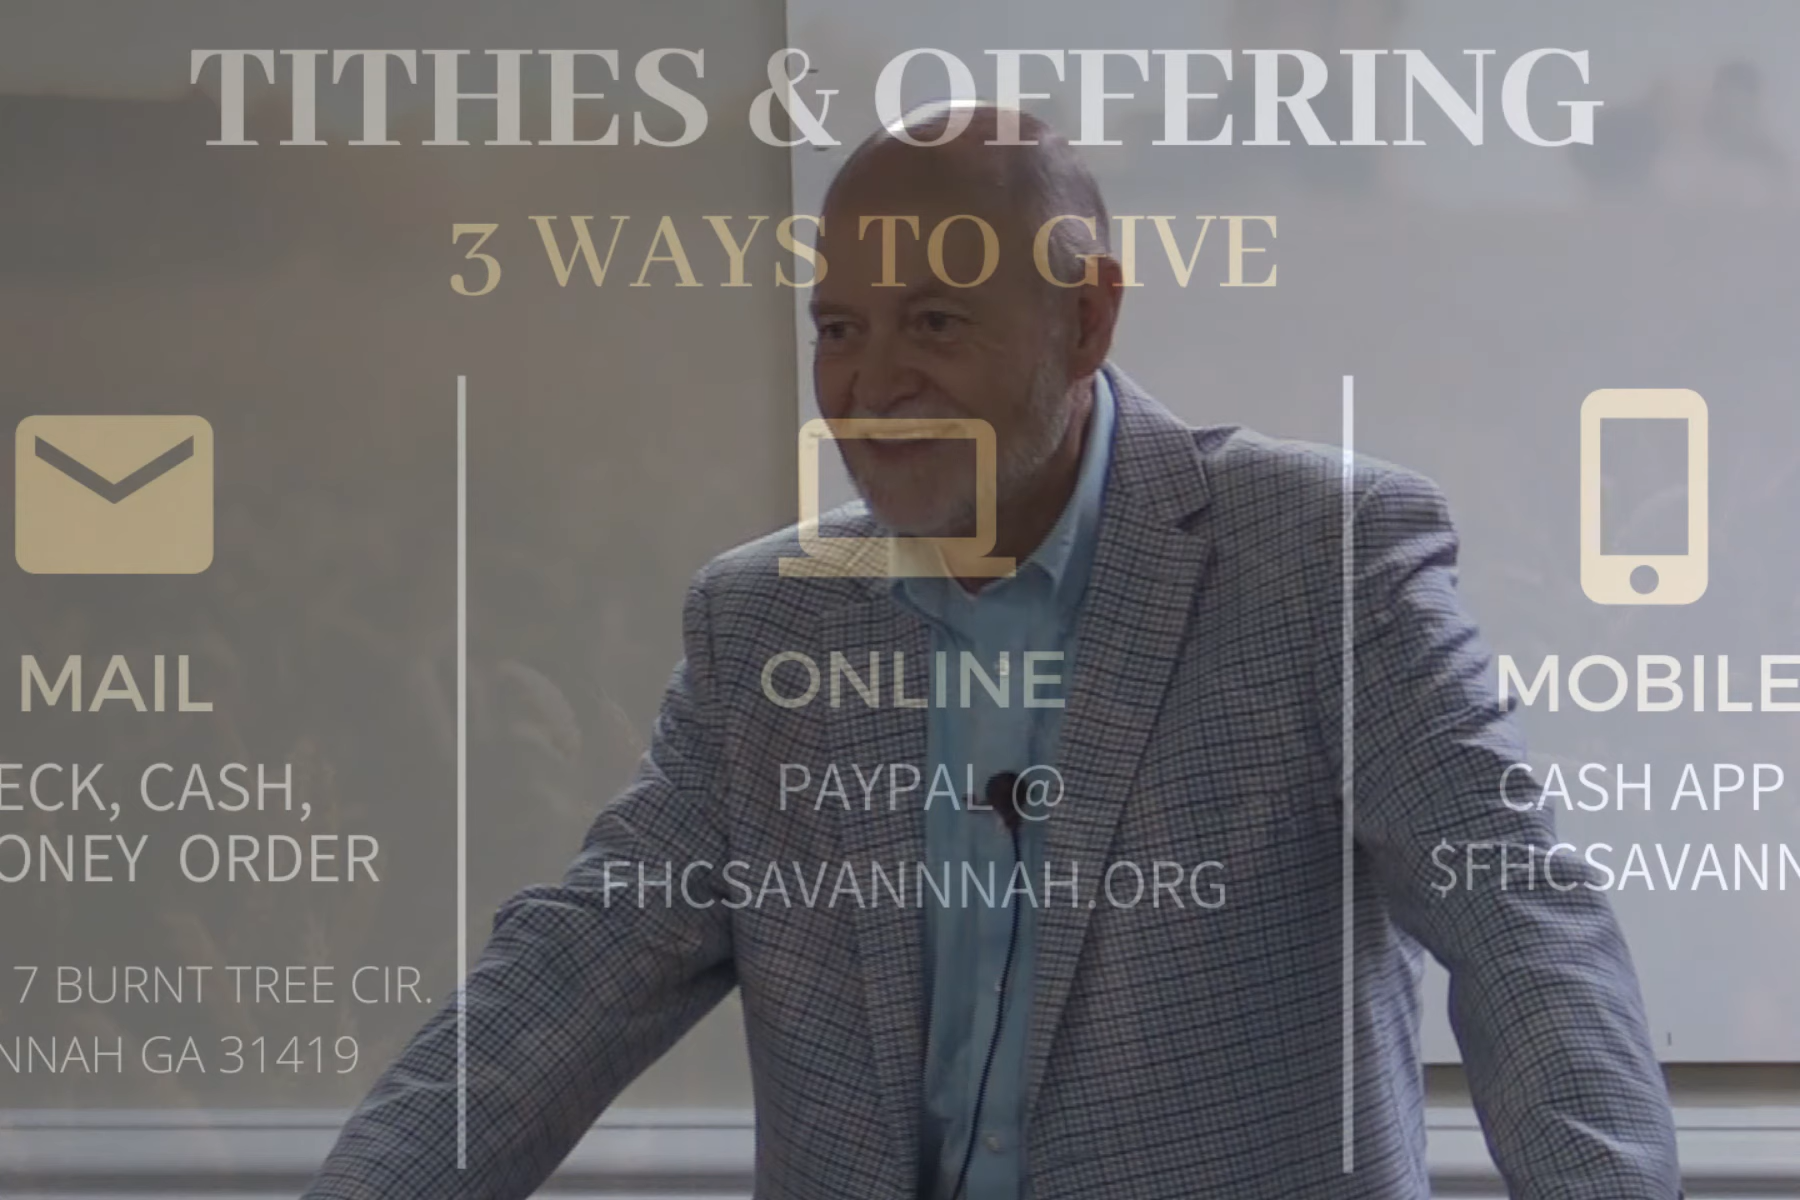 TITHES & OFFERING
3 WAYS TO GIVE
MAIL
ECK, CASH,
ONEY ORDER
7 BURNT TREE CIR.
NNAH GA 31419
ONLINE
PAYPAL @
FHCSAVANNNAH.ORG
MOBILE
CASH APP
$FHCSAVANN